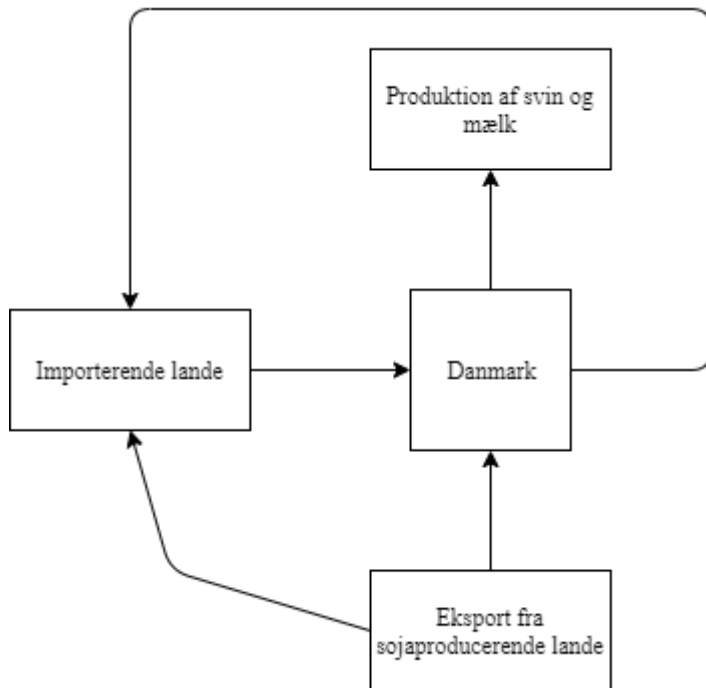 Produktion af svin og
mælk
Importerende lande
Danmark
Eksport fra
sojaproducerende lande